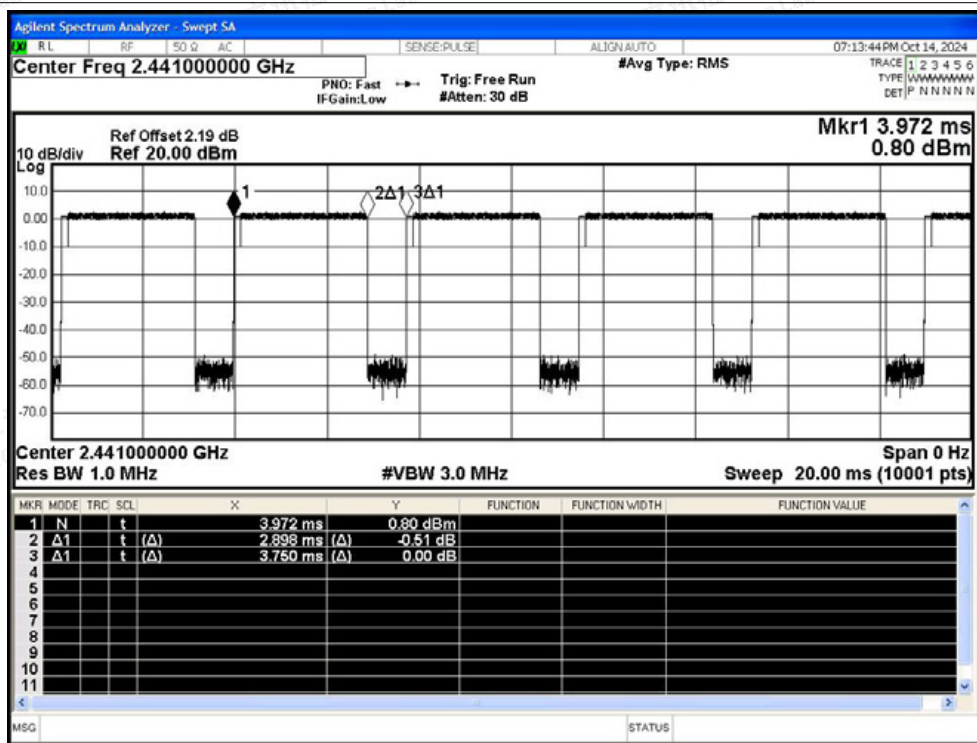 Agilent Spectrum Analyzer - Swept SA
RL RF 50 Ω AC SENSE:PULSE ALIGN AUTO 07:13:44 PM Oct 14, 2024
Center Freq 2.441000000 GHz #Avg Type: RMS TRACE 1 2 3 4 5 6
PNO: Fast Trig: Free Run TYPE WWWWWW
IFGain:Low #Atten: 30 dB DET P N N N N N
Mkr1 3.972 ms
Ref Offset 2.19 dB
10 dB/div Ref 20.00 dBm 0.80 dBm
Log
10.0
1 2Δ1 3Δ1
0.00
-10.0
-20.0
-30.0
-40.0
-50.0
-60.0
-70.0
Center 2.441000000 GHz Span 0 Hz
Res BW 1.0 MHz #VBW 3.0 MHz Sweep 20.00 ms (10001 pts)
MKR MODE TRC SCL X Y FUNCTION FUNCTION WIDTH FUNCTION VALUE
1 N t 3.972 ms 0.80 dBm
2 Δ1 t (Δ) 2.898 ms (Δ) -0.51 dB
3 Δ1 t (Δ) 3.750 ms (Δ) 0.00 dB
4
5
6
7
8
9
10
11
MSG STATUS